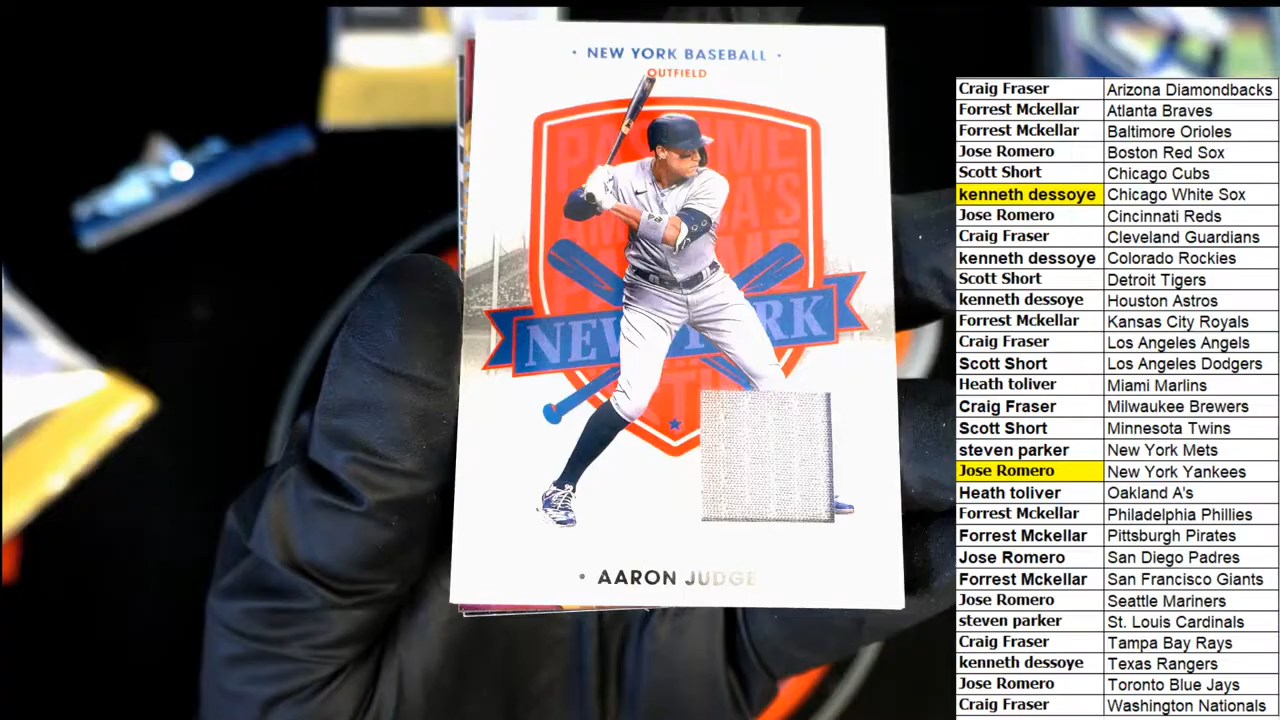 · NEW YORK BASEBALL ·
OUTFIELD
NEW YORK
• AARON JUDGE
Craig Fraser Arizona Diamondbacks
Forrest Mckellar Atlanta Braves
Forrest Mckellar Baltimore Orioles
Jose Romero Boston Red Sox
Scott Short Chicago Cubs
kenneth dessoye Chicago White Sox
Jose Romero Cincinnati Reds
Craig Fraser Cleveland Guardians
kenneth dessoye Colorado Rockies
Scott Short Detroit Tigers
kenneth dessoye Houston Astros
Forrest Mckellar Kansas City Royals
Craig Fraser Los Angeles Angels
Scott Short Los Angeles Dodgers
Heath toliver Miami Marlins
Craig Fraser Milwaukee Brewers
Scott Short Minnesota Twins
steven parker New York Mets
Jose Romero New York Yankees
Heath toliver Oakland A's
Forrest Mckellar Philadelphia Phillies
Forrest Mckellar Pittsburgh Pirates
Jose Romero San Diego Padres
Forrest Mckellar San Francisco Giants
Jose Romero Seattle Mariners
steven parker St. Louis Cardinals
Craig Fraser Tampa Bay Rays
kenneth dessoye Texas Rangers
Jose Romero Toronto Blue Jays
Craig Fraser Washington Nationals